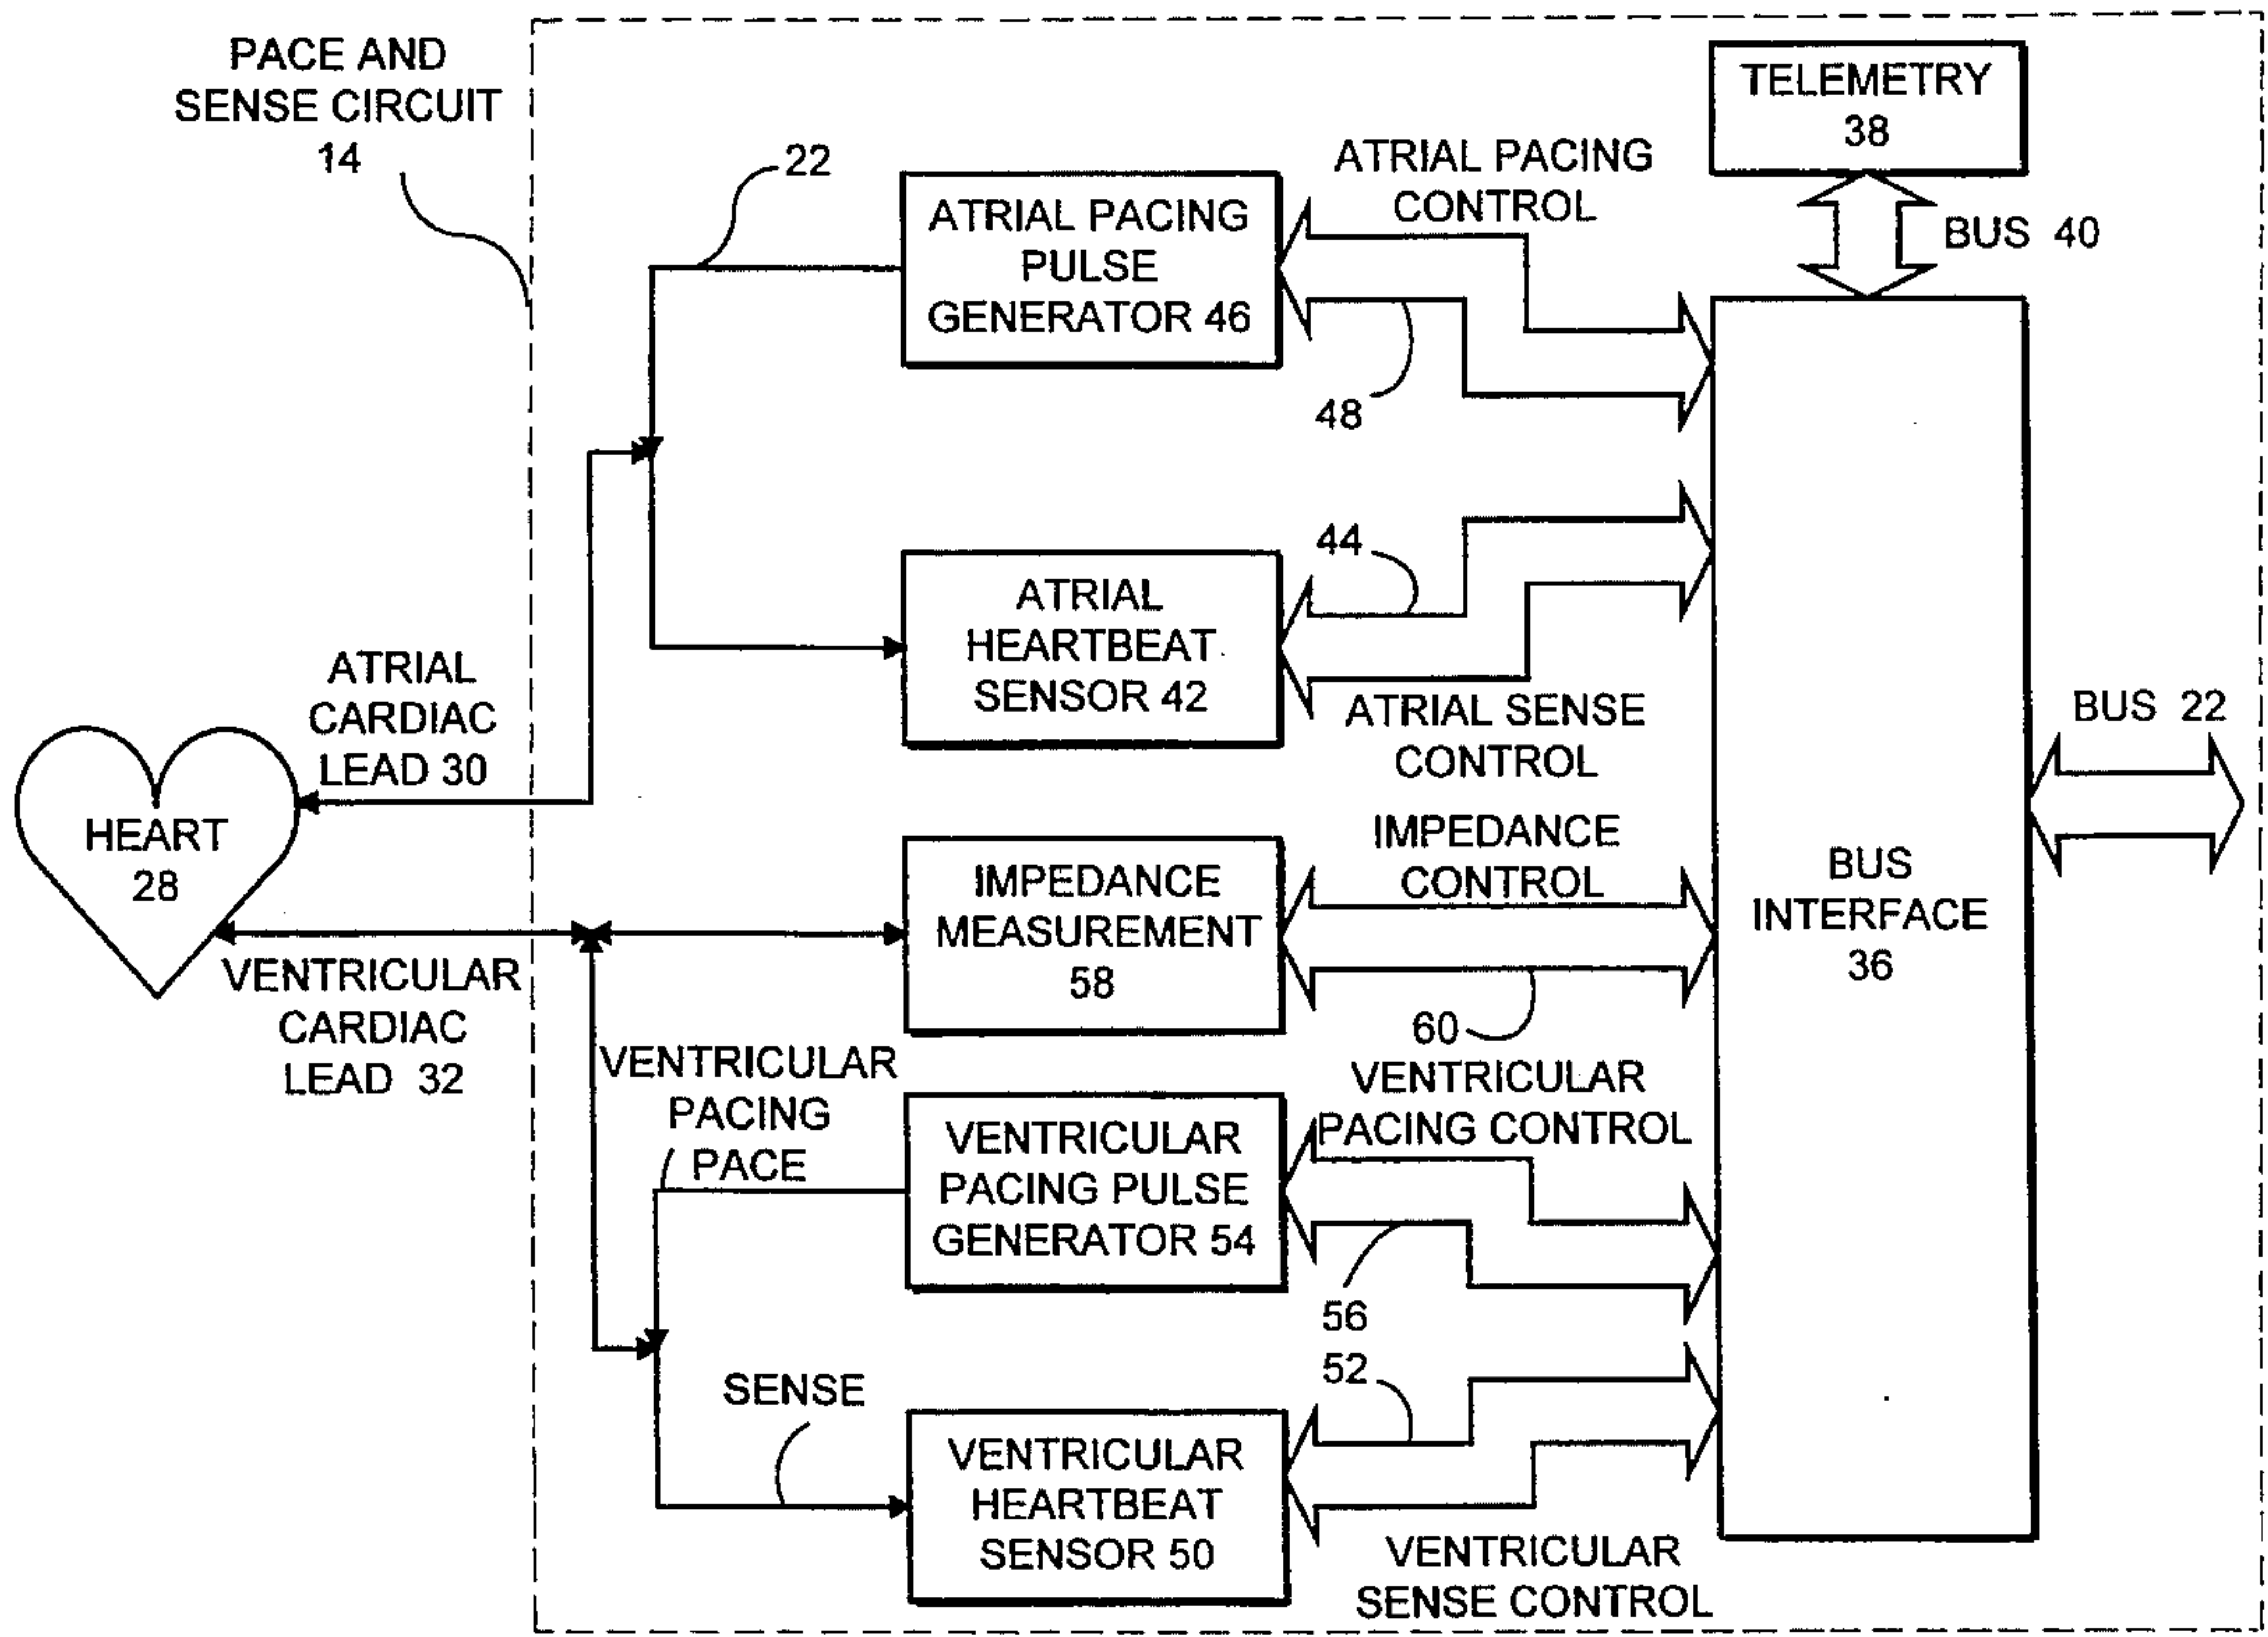 PACE AND
SENSE CIRCUIT
14
22
ATRIAL PACING
PULSE
GENERATOR 46
ATRIAL PACING
CONTROL
48
TELEMETRY
38
BUS 40
ATRIAL
HEARTBEAT
SENSOR 42
44
ATRIAL SENSE
CONTROL
ATRIAL
CARDIAC
LEAD 30
HEART
28
VENTRICULAR
CARDIAC
LEAD 32
IMPEDANCE
MEASUREMENT
58
IMPEDANCE
CONTROL
60
BUS
INTERFACE
36
BUS 22
VENTRICULAR
PACING
PACE
VENTRICULAR
PACING PULSE
GENERATOR 54
VENTRICULAR
PACING CONTROL
56
SENSE
VENTRICULAR
HEARTBEAT
SENSOR 50
52
VENTRICULAR
SENSE CONTROL